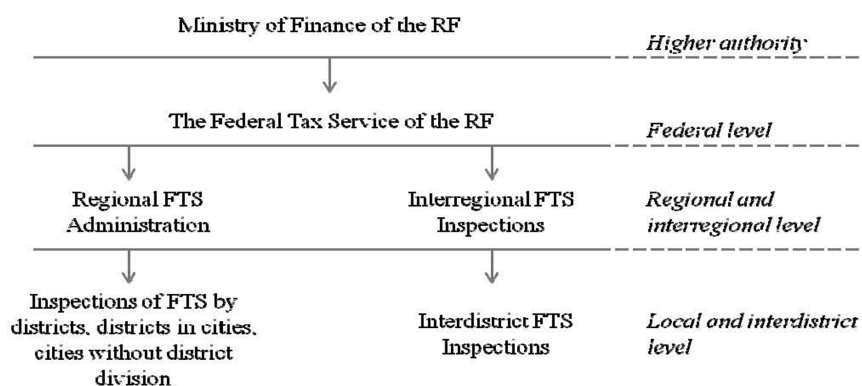 Ministry of Finance of the RF
Higher authority
The Federal Tax Service of the RF
Federal level
Regional FTS
Administration
Interregional FTS
Inspections
Regional and
interregional level
Inspections of FTS by
districts, districts in cities,
cities without district
division
Interdistrict FTS
Inspections
Local and interdistrict
level